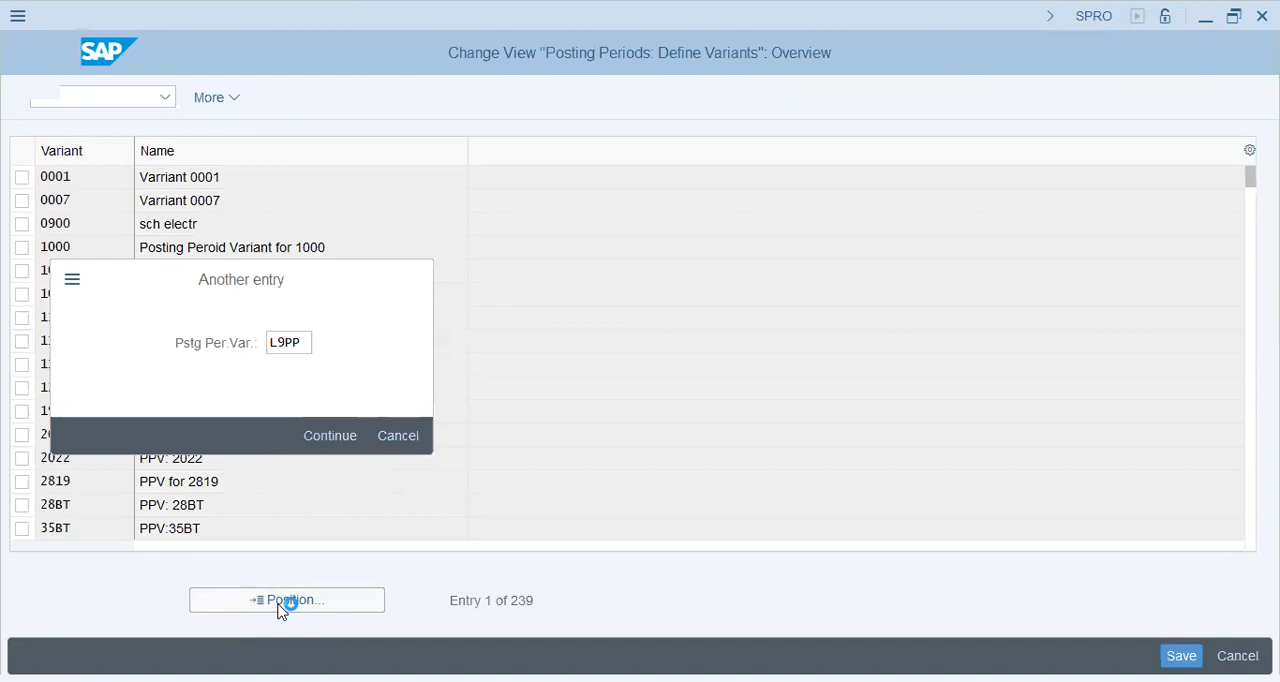 SPRO
SAP
Change View "Posting Periods: Define Variants": Overview
More
Variant Name
0001 Varriant 0001
0007 Varriant 0007
0900 sch electr
1000 Posting Peroid Variant for 1000
Another entry
Pstg Per.Var.: L9PP
Continue Cancel
2022 PPV: 2022
2819 PPV for 2819
28BT PPV: 28BT
35BT PPV:35BT
Position...
Entry 1 of 239
Save Cancel